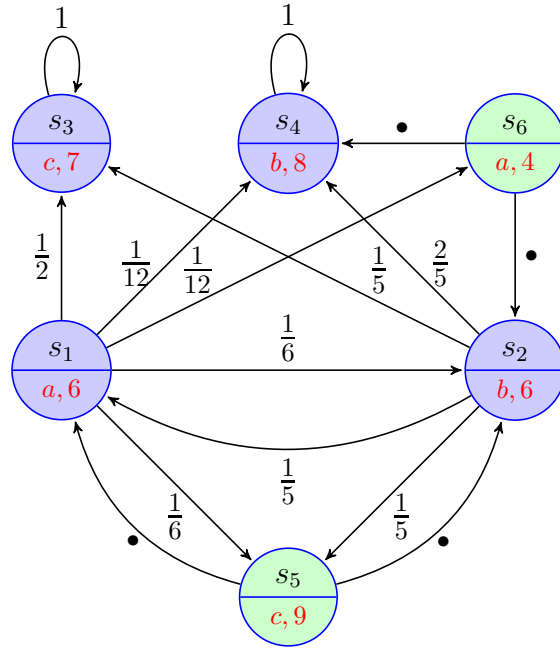 1
1
s3
c, 7
s4
b, 8
s6
a, 4
•
•
1/2
1/12
1/12
1/5
2/5
s1
a, 6
1/6
s2
b, 6
1/5
1/6
1/5
•
•
s5
c, 9